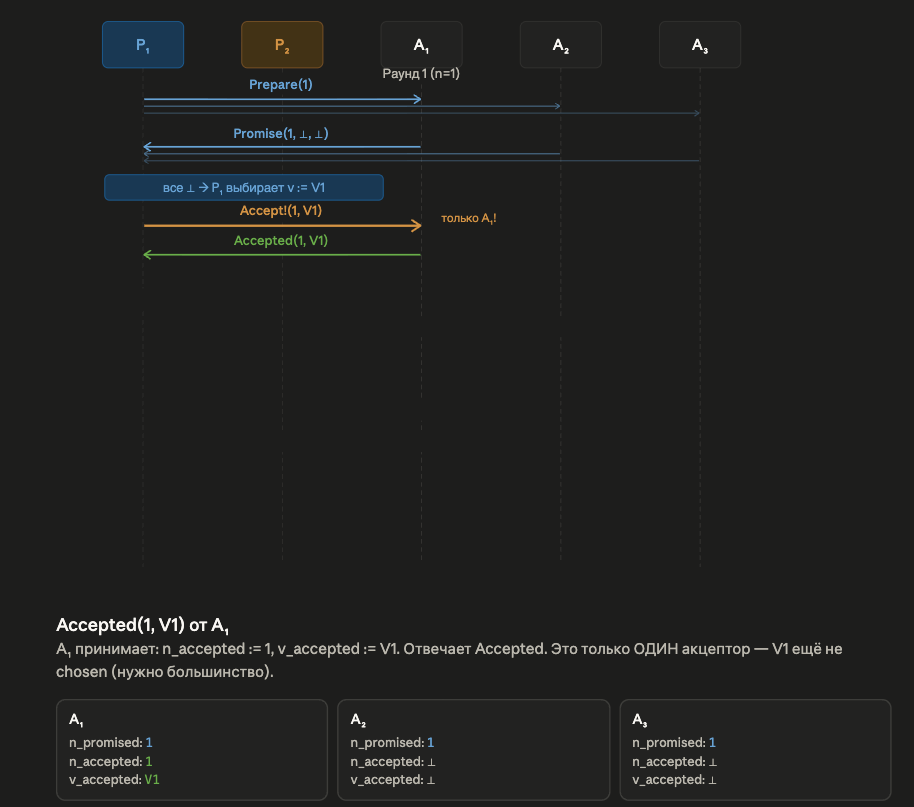 P₁ P₂ A₁ A₂ A₃
Раунд 1 (n=1)
Prepare(1)
Promise(1, ⊥, ⊥)
все ⊥ → P₁ выбирает v := V1
Accept!(1, V1)
только A₁!
Accepted(1, V1)
Accepted(1, V1) от A₁
A₁ принимает: n_accepted := 1, v_accepted := V1. Отвечает Accepted. Это только ОДИН акцептор — V1 ещё не
chosen (нужно большинство).
A₁
n_promised: 1
n_accepted: 1
v_accepted: V1
A₂
n_promised: 1
n_accepted: ⊥
v_accepted: ⊥
A₃
n_promised: 1
n_accepted: ⊥
v_accepted: ⊥